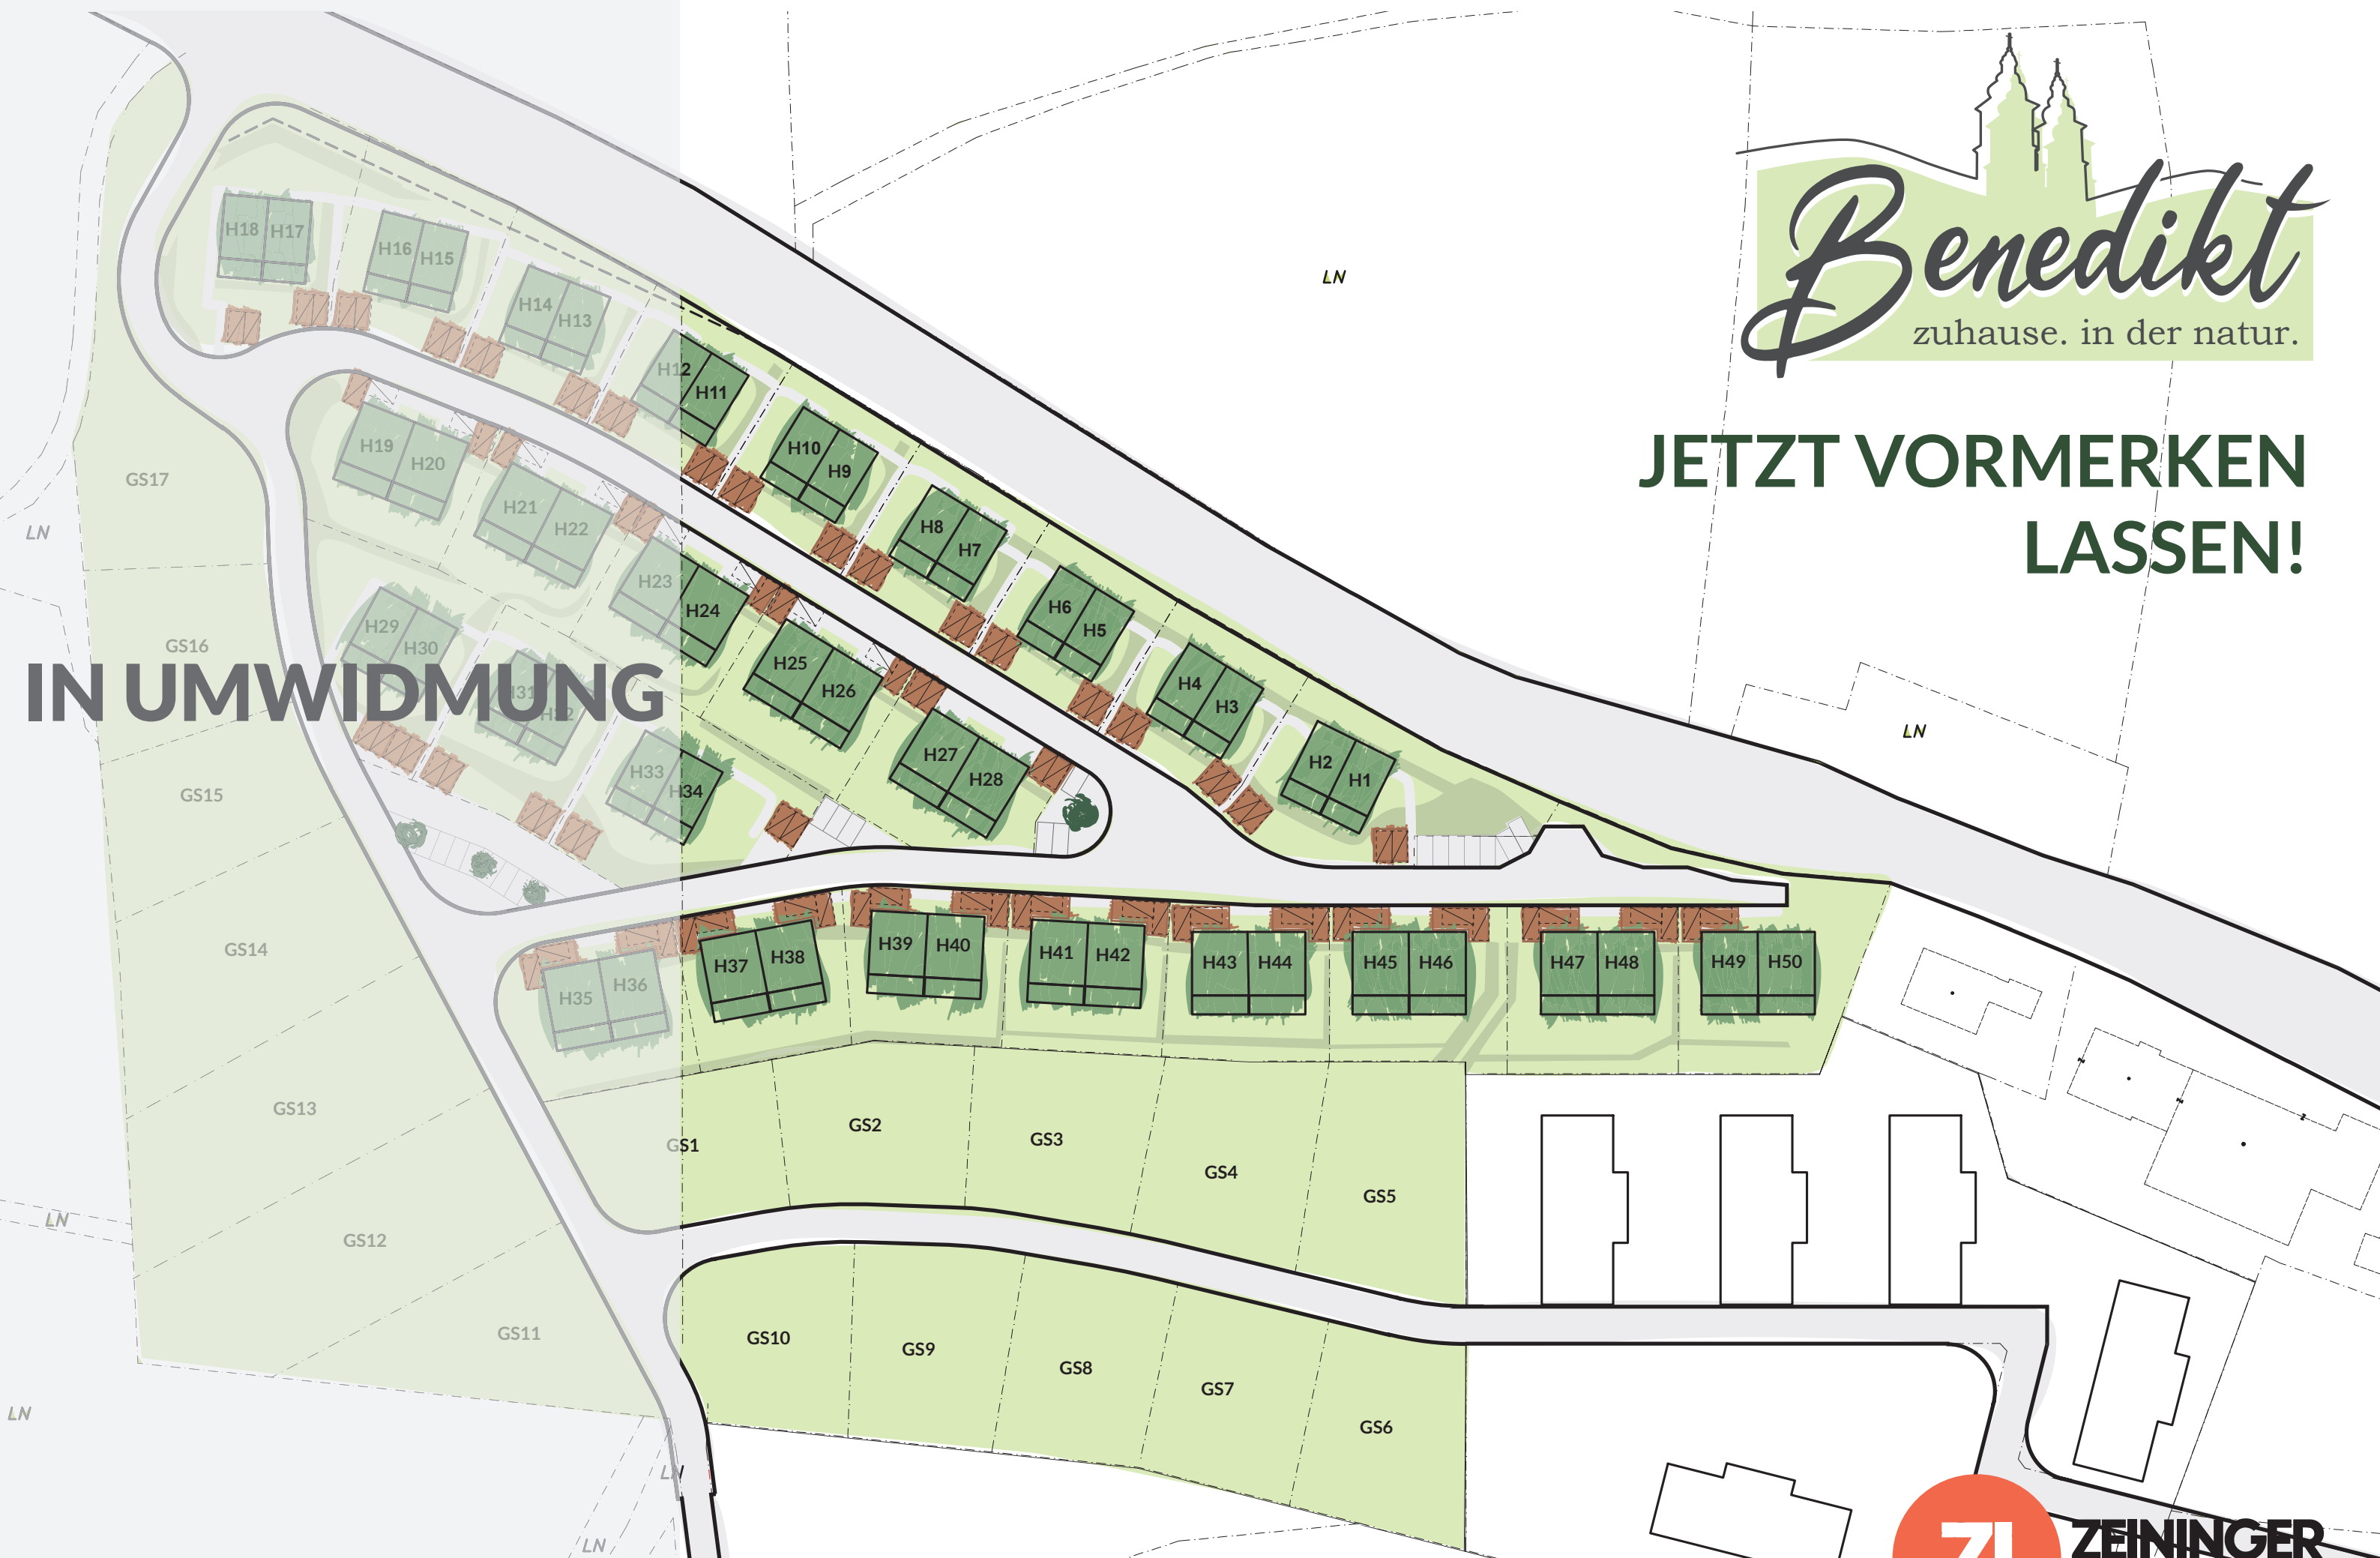 Benedikt
zuhause. in der natur.
JETZT VORMERKEN
LASSEN!
IN UMWIDMUNG
LN
H18 H17
H16 H15
H14 H13
H12 H11
H10 H9
H8 H7
H6 H5
H4 H3
H2 H1
H19 H20
H21 H22
H23 H24
H25 H26
H27 H28
H29 H30
H31 H32
H33 H34
H35 H36
H37 H38
H39 H40
H41 H42
H43 H44
H45 H46
H47 H48
H49 H50
GS17
LN
GS16
LN
GS15
GS14
GS13
GS12
GS11
LN
LN
GS1
GS2
GS3
GS4
GS5
GS10
GS9
GS8
GS7
GS6
LN
LN
ZEININGER